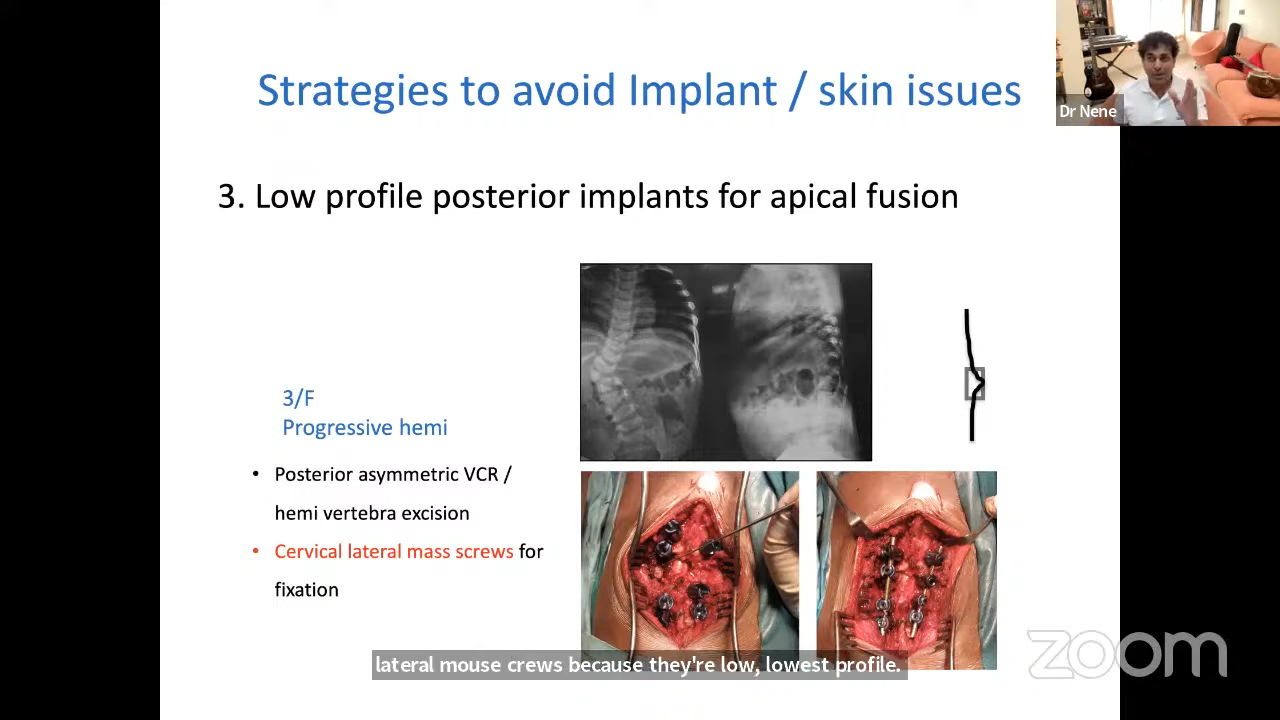 Strategies to avoid Implant / skin issues
Dr Nene
3. Low profile posterior implants for apical fusion
3/F
Progressive hemi
• Posterior asymmetric VCR /
hemi vertebra excision
• Cervical lateral mass screws for
fixation
lateral mouse crews because they're low, lowest profile.
zoom